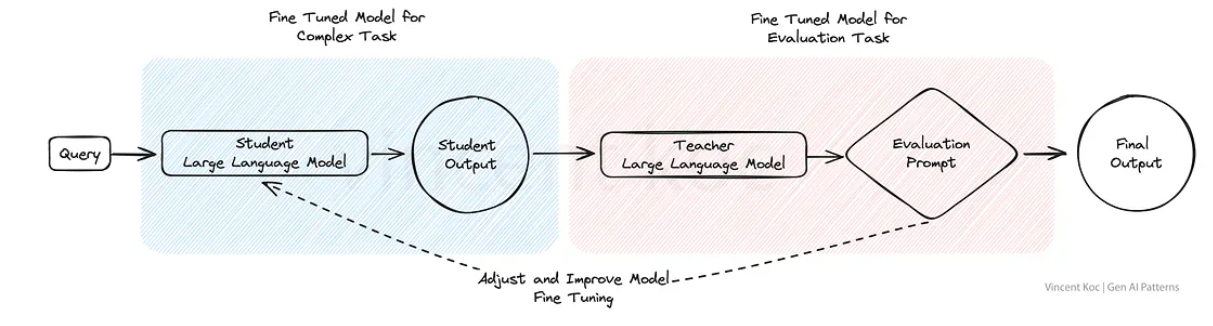 Fine Tuned Model for
Complex Task
Fine Tuned Model for
Evaluation Task
Query
Student
Large Language Model
Student
Output
Teacher
Large Language Model
Evaluation
Prompt
Final
Output
Adjust and Improve Model
Fine Tuning
Vincent Koc | Gen AI Patterns
Vincent Koc